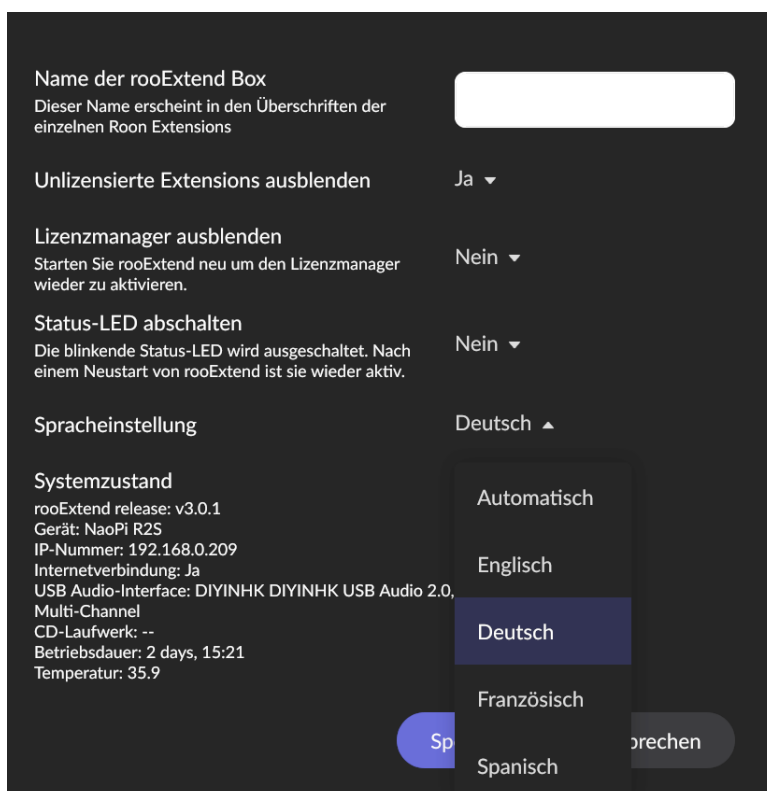 Name der rooExtend Box
Dieser Name erscheint in den Überschriften der
einzelnen Roon Extensions
Unlizensierte Extensions ausblenden
Ja
Lizenzmanager ausblenden
Starten Sie rooExtend neu um den Lizenzmanager
wieder zu aktivieren.
Nein
Status-LED abschalten
Die blinkende Status-LED wird ausgeschaltet. Nach
einem Neustart von rooExtend ist sie wieder aktiv.
Nein
Spracheinstellung
Deutsch
Systemzustand
rooExtend release: v3.0.1
Gerät: NaoPi R2S
IP-Nummer: 192.168.0.209
Internetverbindung: Ja
USB Audio-Interface: DIYINHK DIYINHK USB Audio 2.0,
Multi-Channel
CD-Laufwerk: --
Betriebsdauer: 2 days, 15:21
Temperatur: 35.9
Automatisch
Englisch
Deutsch
Französisch
Spanisch